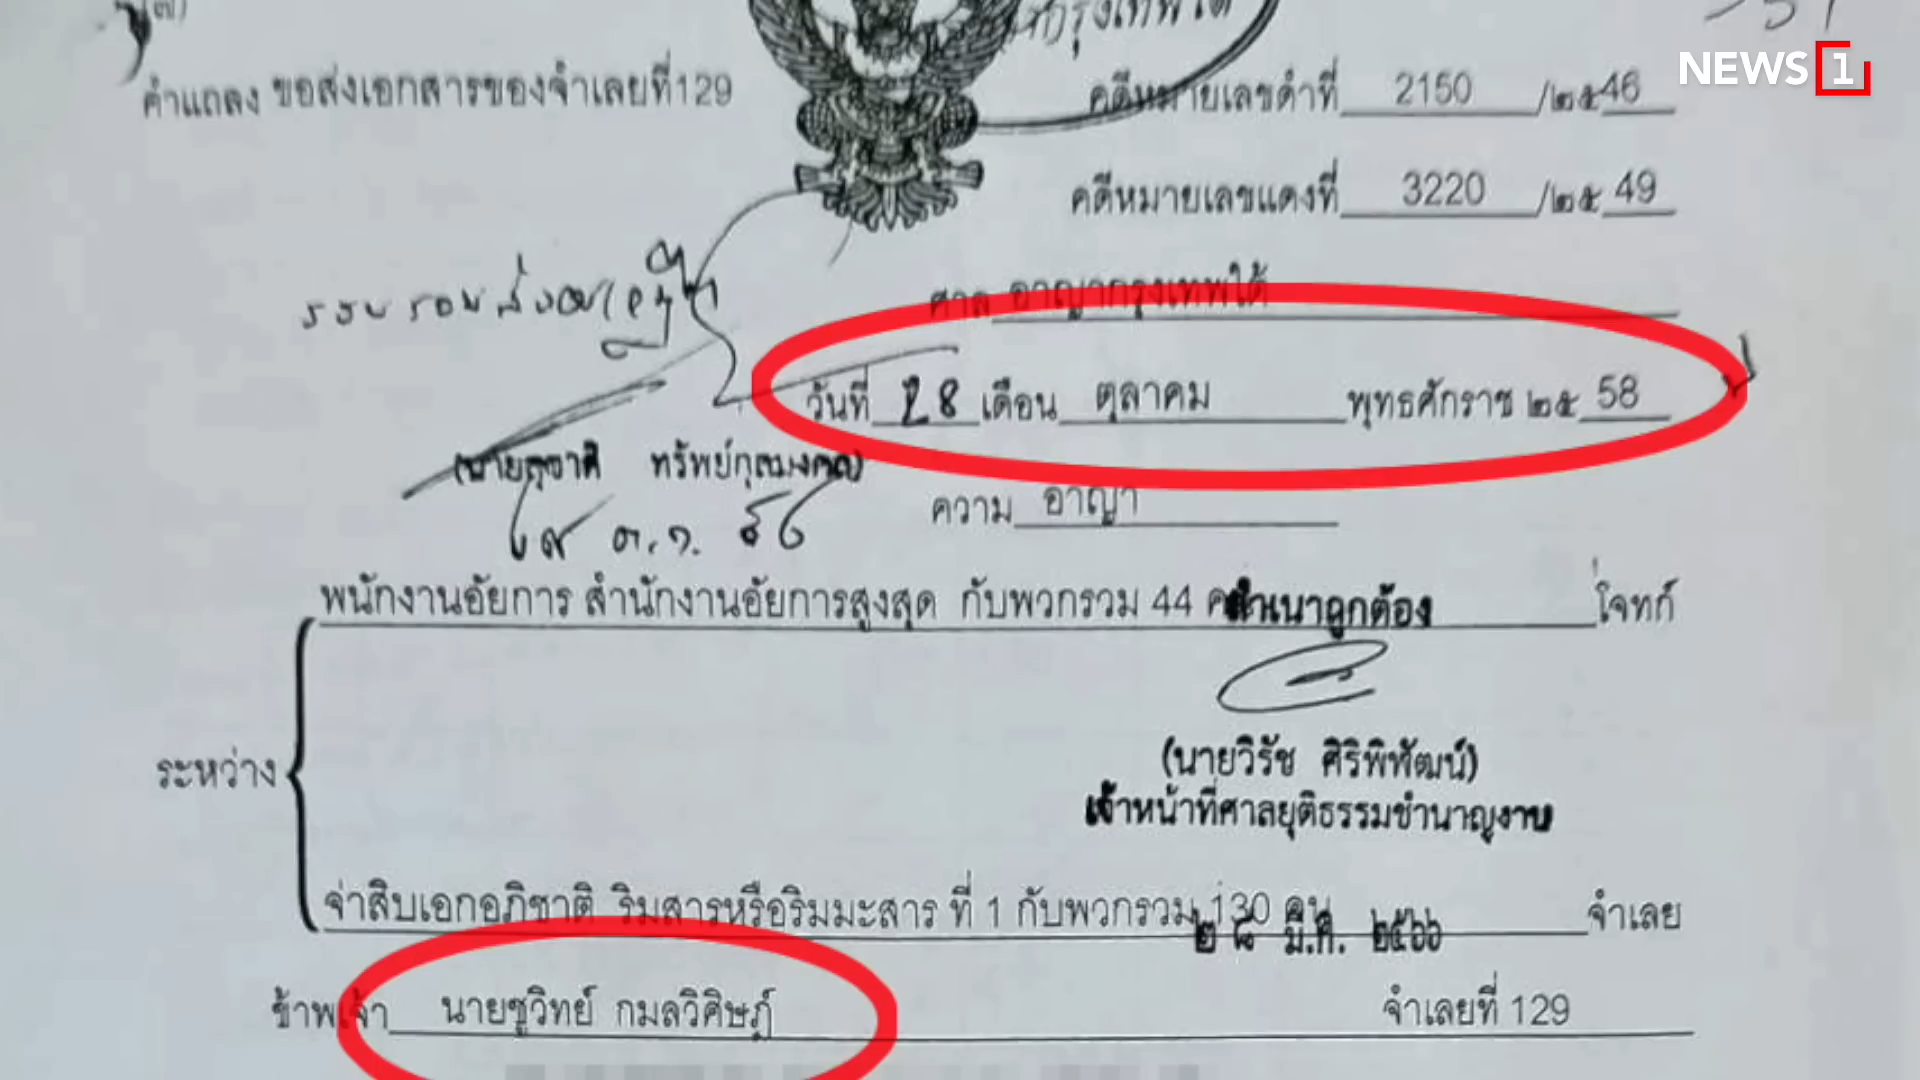 (๗)
กรุงเทพใต้
NEWS 1
คำแถลง ขอส่งเอกสารของจำเลยที่129
คดีหมายเลขดำที่ 2150 /๒๕46
คดีหมายเลขแดงที่ 3220 /๒๕ 49
ศาล อาญากรุงเทพใต้
วันที่ 28 เดือน ตุลาคม พุทธศักราช ๒๕ 58
(นายสุชาติ ทรัพย์กุลมงคล)
ความ อาญา
พนักงานอัยการ สำนักงานอัยการสูงสุด กับพวกรวม 44 โจทก์
สำเนาถูกต้อง
(นายวิรัช ศิริพิพัฒน์)
ระหว่าง
เจ้าหน้าที่ศาลยุติธรรมชำนาญงาน
จ่าสิบเอกอภิชาติ ริมสารหรือริมมะสาร ที่ 1 กับพวกรวม 130 คน จำเลย
๒๘ มี.ค. ๒๕๖๖
ข้าพเจ้า นายชูวิทย์ กมลวิศิษฎ์ จำเลยที่ 129